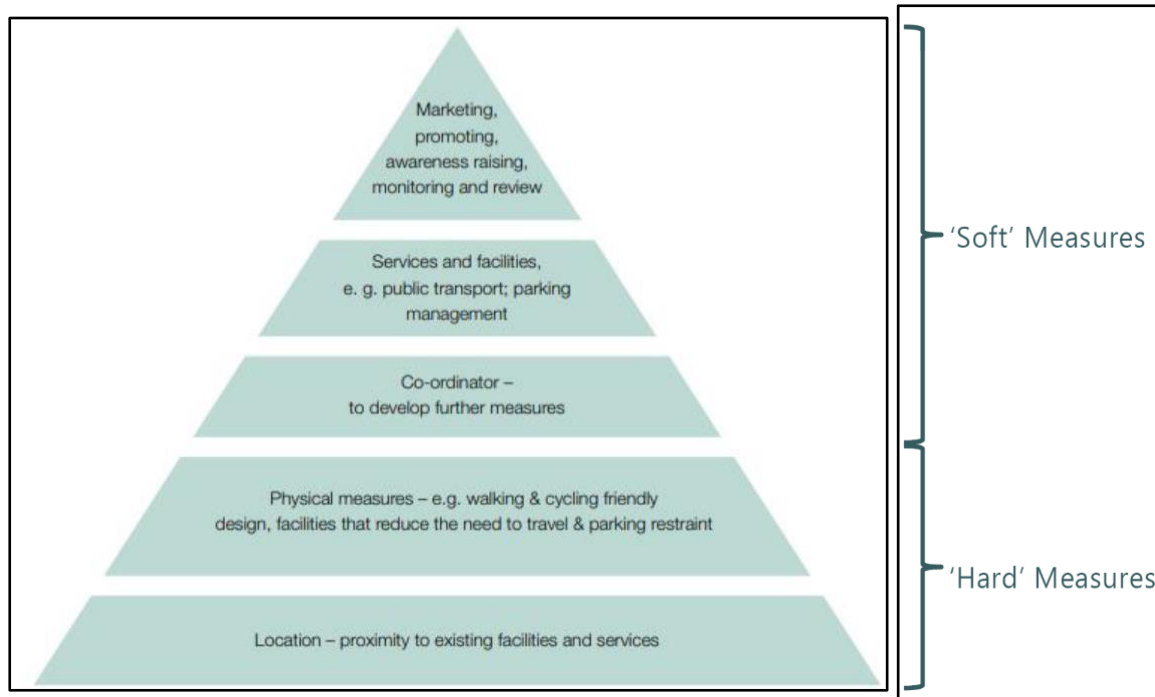 Marketing,
promoting,
awareness raising,
monitoring and review
Services and facilities,
e. g. public transport; parking
management
Co-ordinator –
to develop further measures
Physical measures – e.g. walking & cycling friendly
design, facilities that reduce the need to travel & parking restraint
Location – proximity to existing facilities and services
‘Soft’ Measures
‘Hard’ Measures